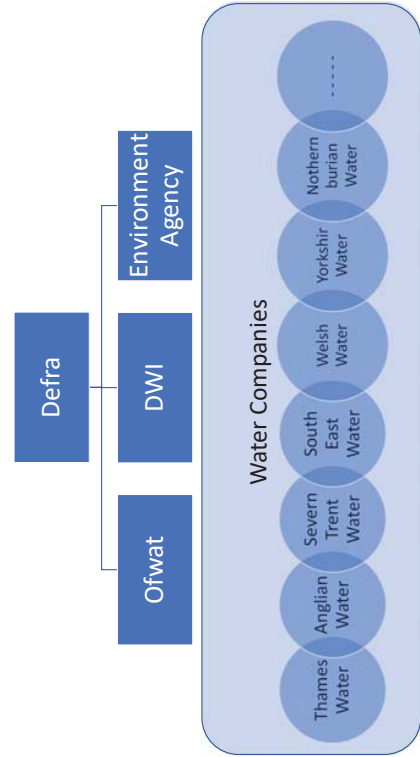 Defra
Ofwat
DWI
Environment
Agency
Water Companies
Thames
Water
Anglian
Water
Severn
Trent
Water
South
East
Water
Welsh
Water
Yorkshir
Water
Nothern
burian
Water
- - - - -